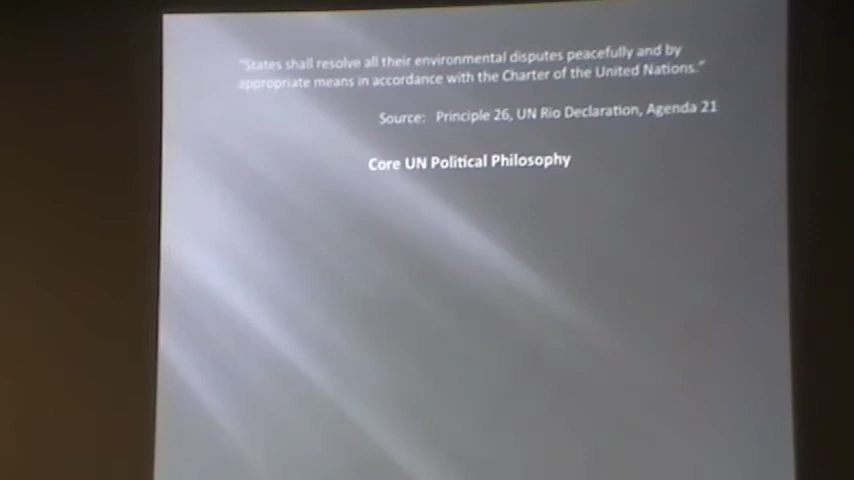 "States shall resolve all their environmental disputes peacefully and by
appropriate means in accordance with the Charter of the United Nations."
Source: Principle 26, UN Rio Declaration, Agenda 21
Core UN Political Philosophy